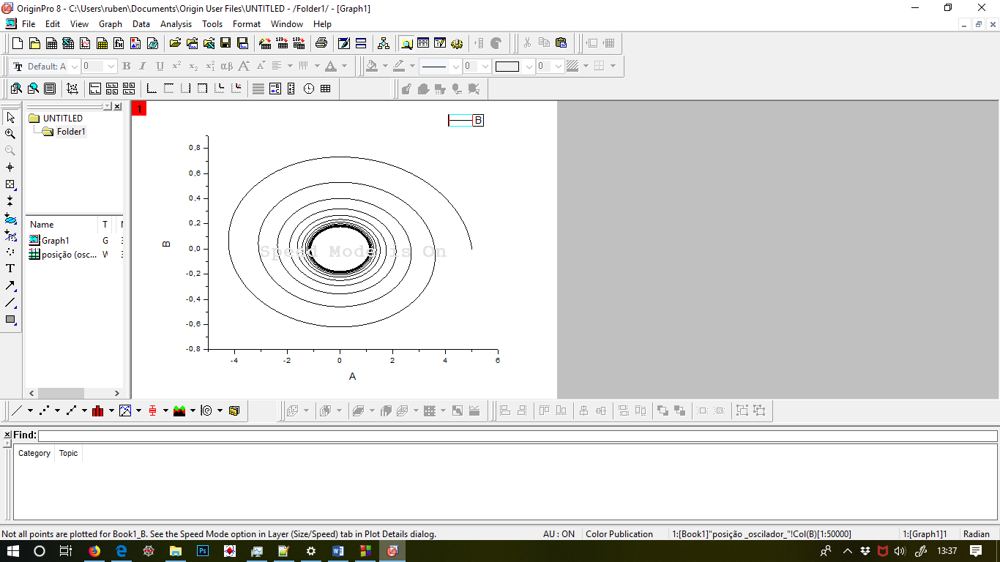 OriginPro 8 - C:\Users\ruben\Documents\Origin User Files\UNTITLED - /Folder1/ - [Graph1]
File Edit View Graph Data Analysis Tools Format Window Help
Default: A 0 B I U x² x₂ αβ A A A 0 0
1
UNTITLED
Folder1
Name T
Graph1 G 3
posição (osc... W 3
B
0,8
0,6
0,4
0,2
0,0
-0,2
-0,4
-0,6
-0,8
B
Speed Mode is On
-4 -2 0 2 4 6
A
Find:
Category Topic
Not all points are plotted for Book1_B. See the Speed Mode option in Layer (Size/Speed) tab in Plot Details dialog. AU : ON Color Publication 1:[Book1]"posição _oscilador_"!Col(B)[1:50000] 1:[Graph1]1 Radian
13:37